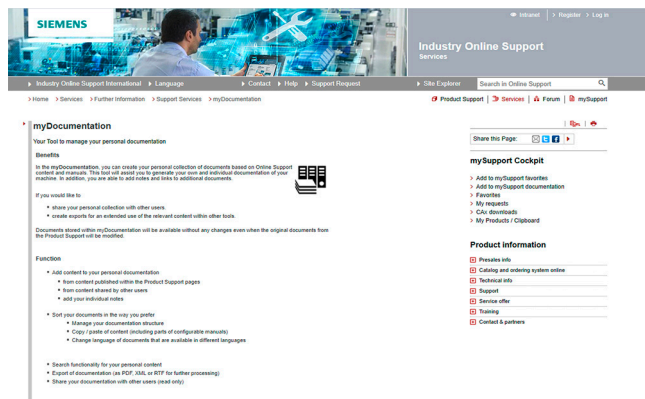 SIEMENS
Intranet | > Register > Log in
Industry Online Support
Services
Industry Online Support International Language Contact Help Support Request Site Explorer Search in Online Support
> Home > Services > Further Information > Support Services > myDocumentation
Product Support | Services | Forum | mySupport
myDocumentation
Your Tool to manage your personal documentation
Benefits
In the myDocumentation, you can create your personal collection of documents based on Online Support
content and manuals. This tool will assist you to generate your own and individual documentation of your
machine. In addition, you are able to add notes and links to additional documents.
If you would like to
share your personal collection with other users.
create exports for an extended use of the relevant content within other tools.
Documents stored within myDocumentation will be available without any changes even when the original documents from
the Product Support will be modified.
Function
Add content to your personal documentation
from content published within the Product Support pages
from content shared by other users
add your individual notes
Sort your documents in the way you prefer
Manage your documentation structure
Copy / paste of content (including parts of configurable manuals)
Change language of documents that are available in different languages
Search functionality for your personal content
Export of documentation (as PDF, XML or RTF for further processing)
Share your documentation with other users (read only)
Share this Page:
mySupport Cockpit
> Add to mySupport favorites
> Add to mySupport documentation
> Favorites
> My requests
> CAx downloads
> My Products / Clipboard
Product information
Presales info
Catalog and ordering system online
Technical info
Support
Service offer
Training
Contact & partners